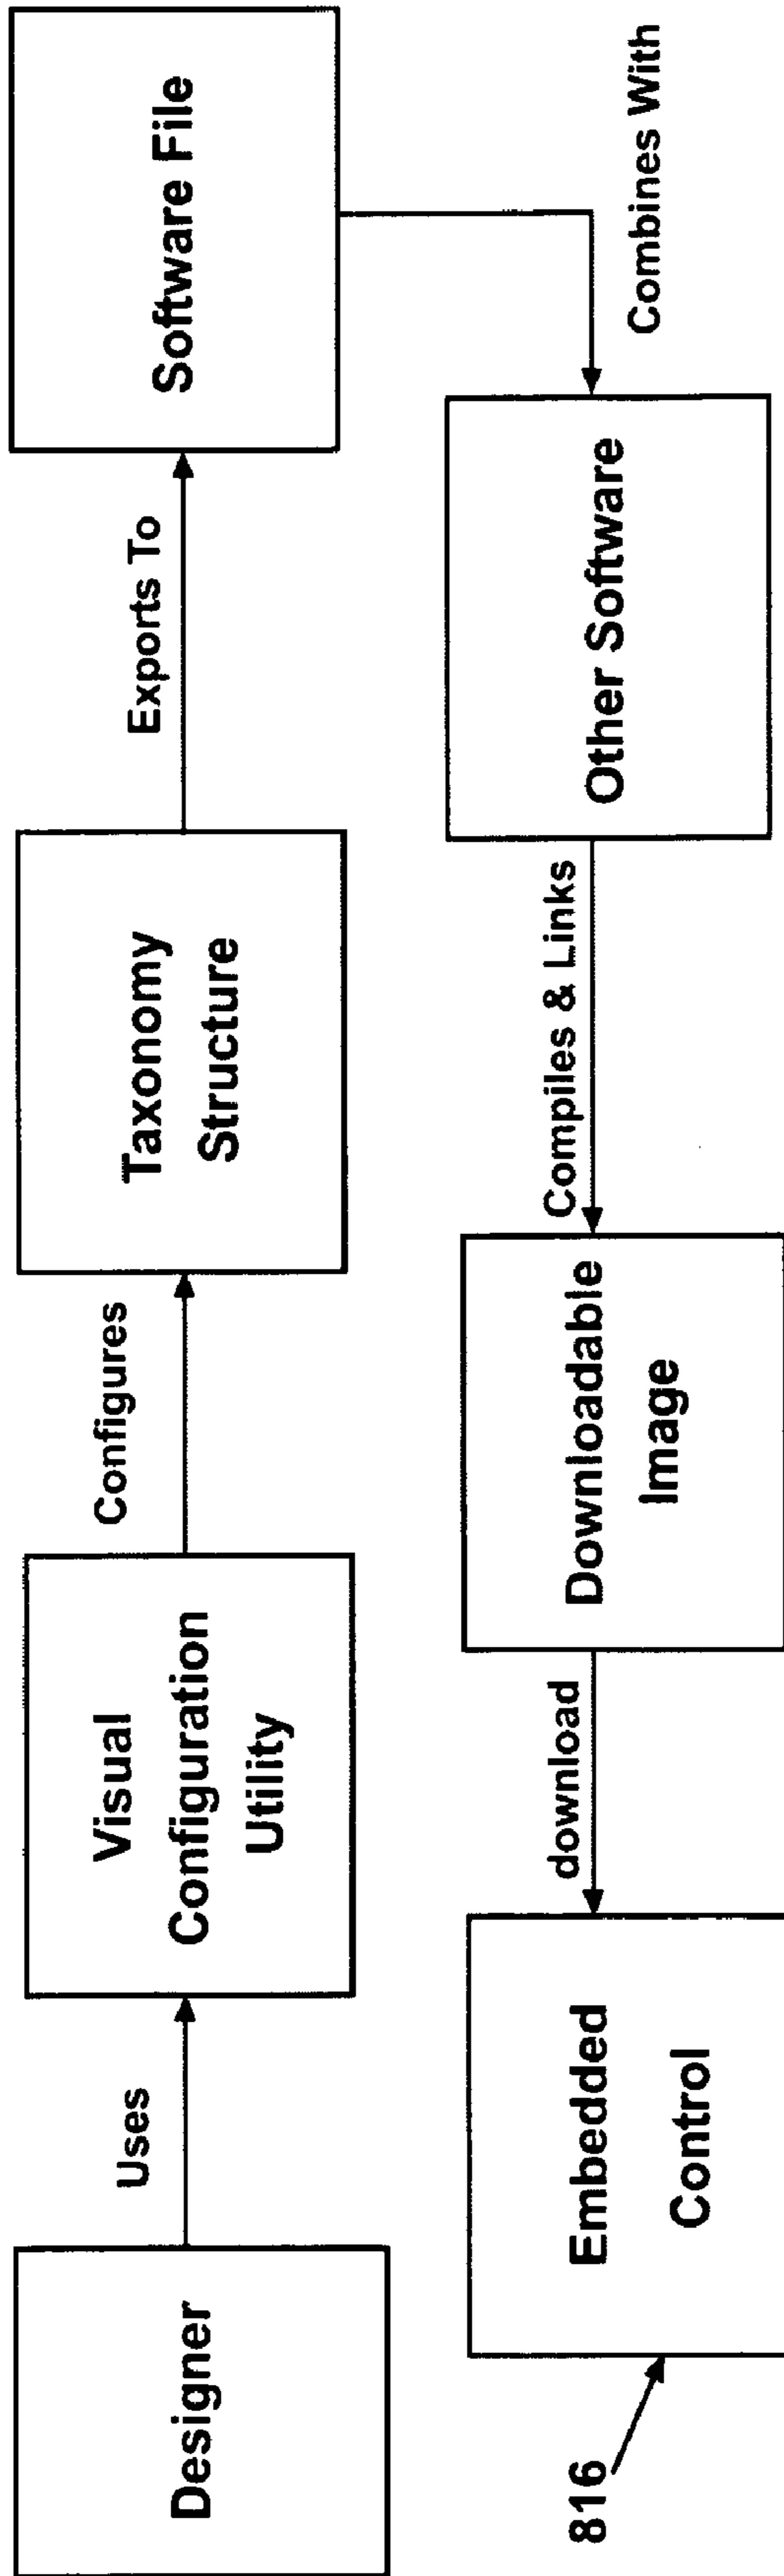 Designer
Uses
Visual
Configuration
Utility
Configures
Taxonomy
Structure
Exports To
Software File
Combines With
Other Software
Compiles & Links
Downloadable
Image
download
Embedded
Control
816